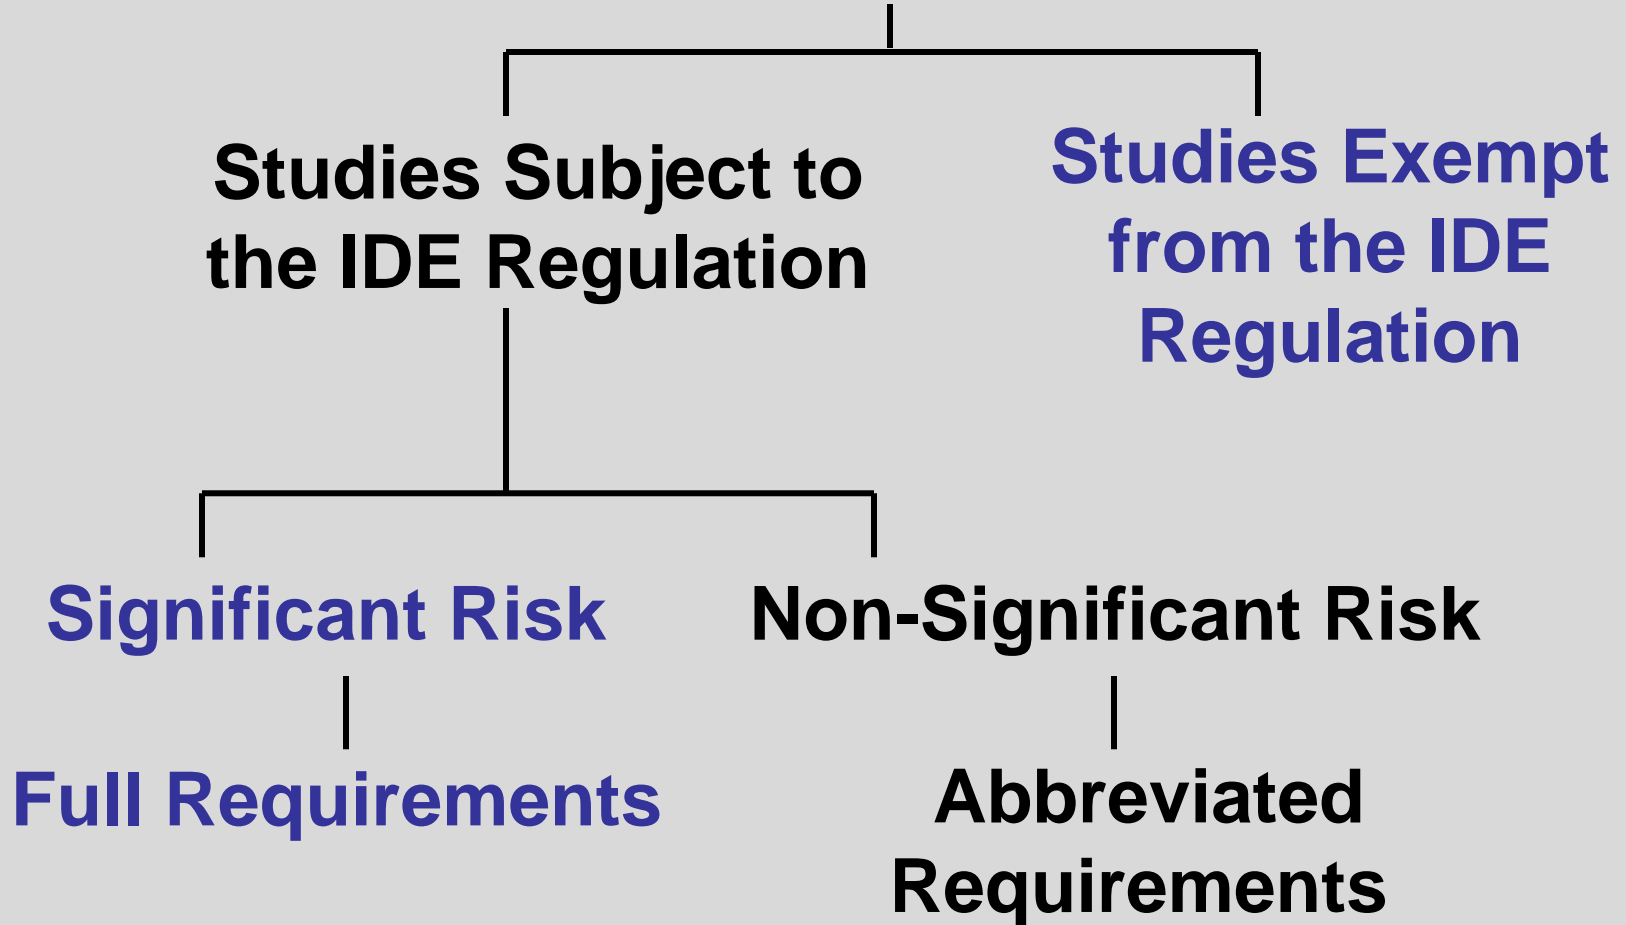 Studies Subject to
the IDE Regulation
Studies Exempt
from the IDE
Regulation
Significant Risk
Non-Significant Risk
Full Requirements
Abbreviated
Requirements